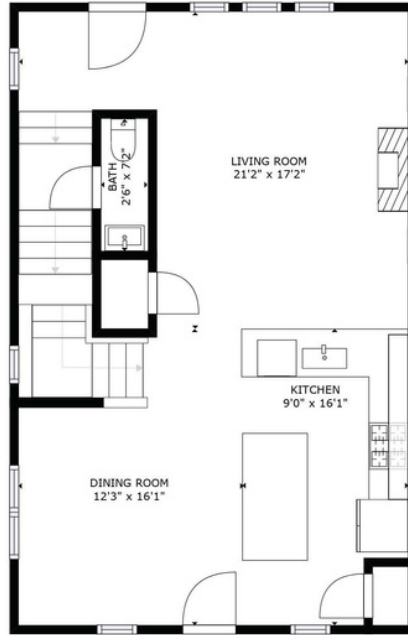 LIVING ROOM
21'2" x 17'2"
BATH
2'6" x 7'2"
KITCHEN
9'0" x 16'1"
DINING ROOM
12'3" x 16'1"